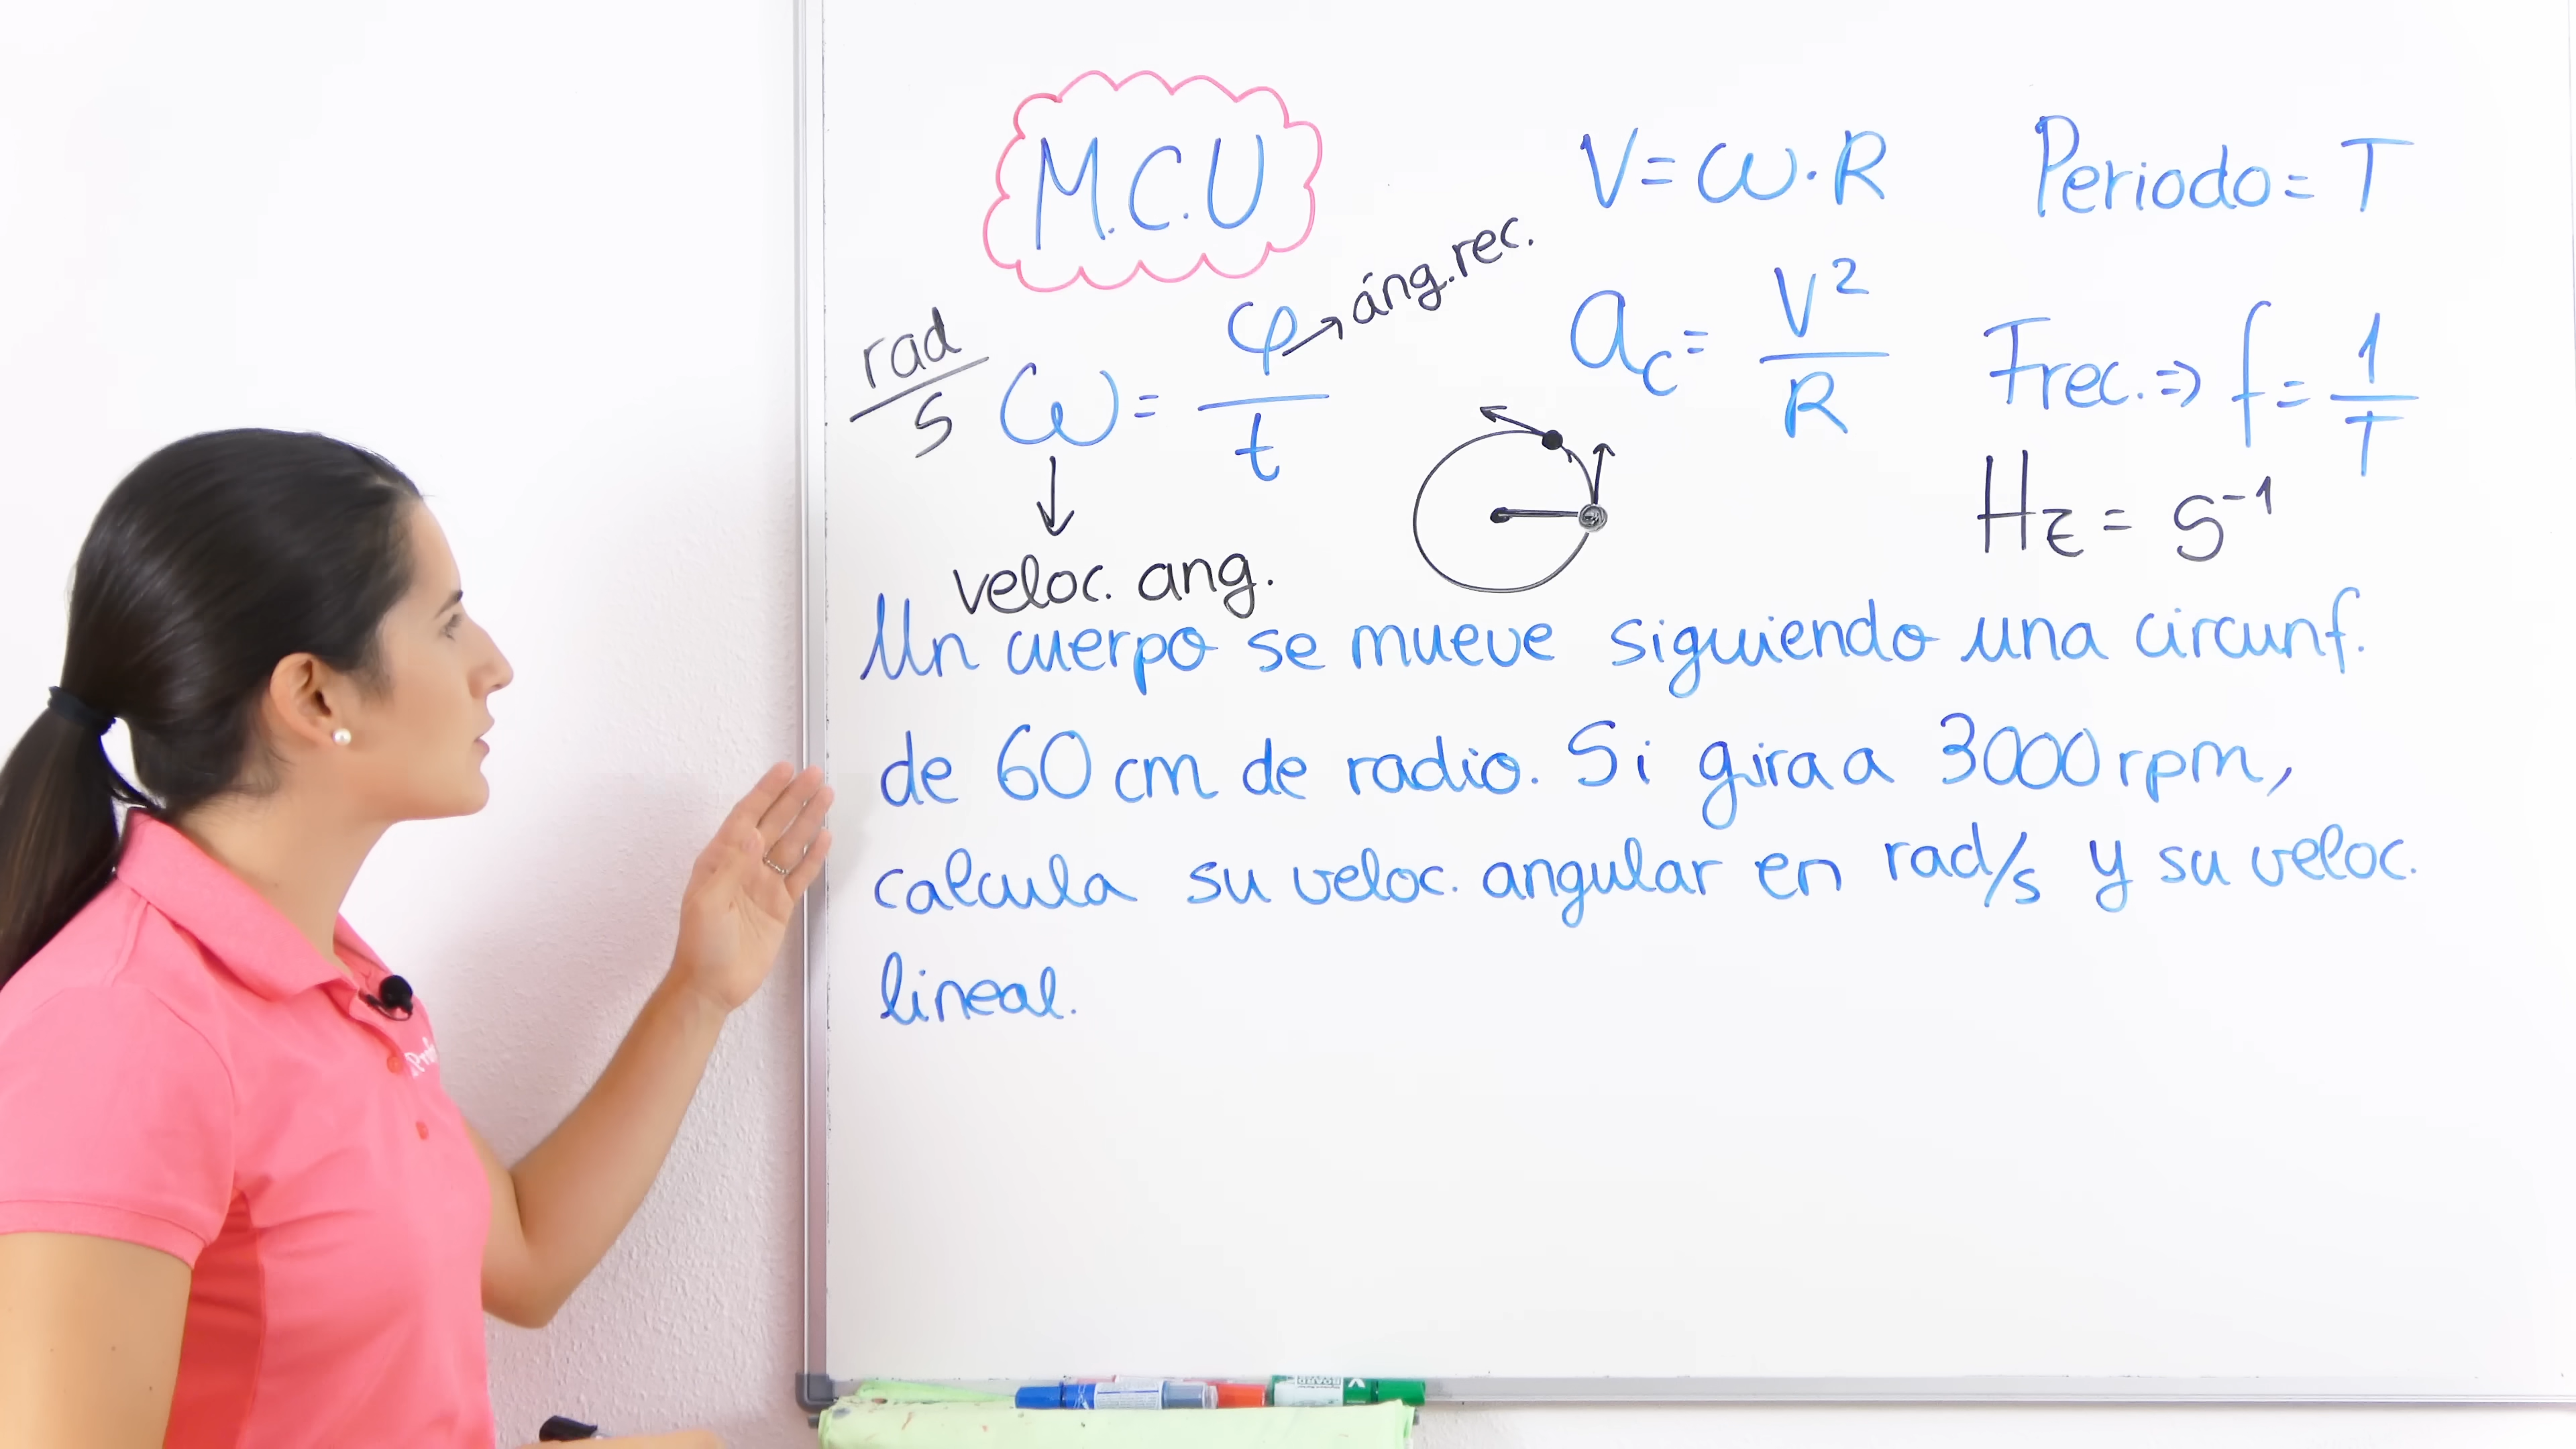 M.C.U
V = ω · R
Periodo = T
rad/s ω = φ/t → áng.rec.
veloc. ang.
a_c = V²/R
Frec. ⇒ f = 1/T
Hz = s⁻¹
Un cuerpo se mueve siguiendo una circunf.
de 60 cm de radio. Si gira a 3000 rpm,
calcula su veloc. angular en rad/s y su veloc.
lineal.